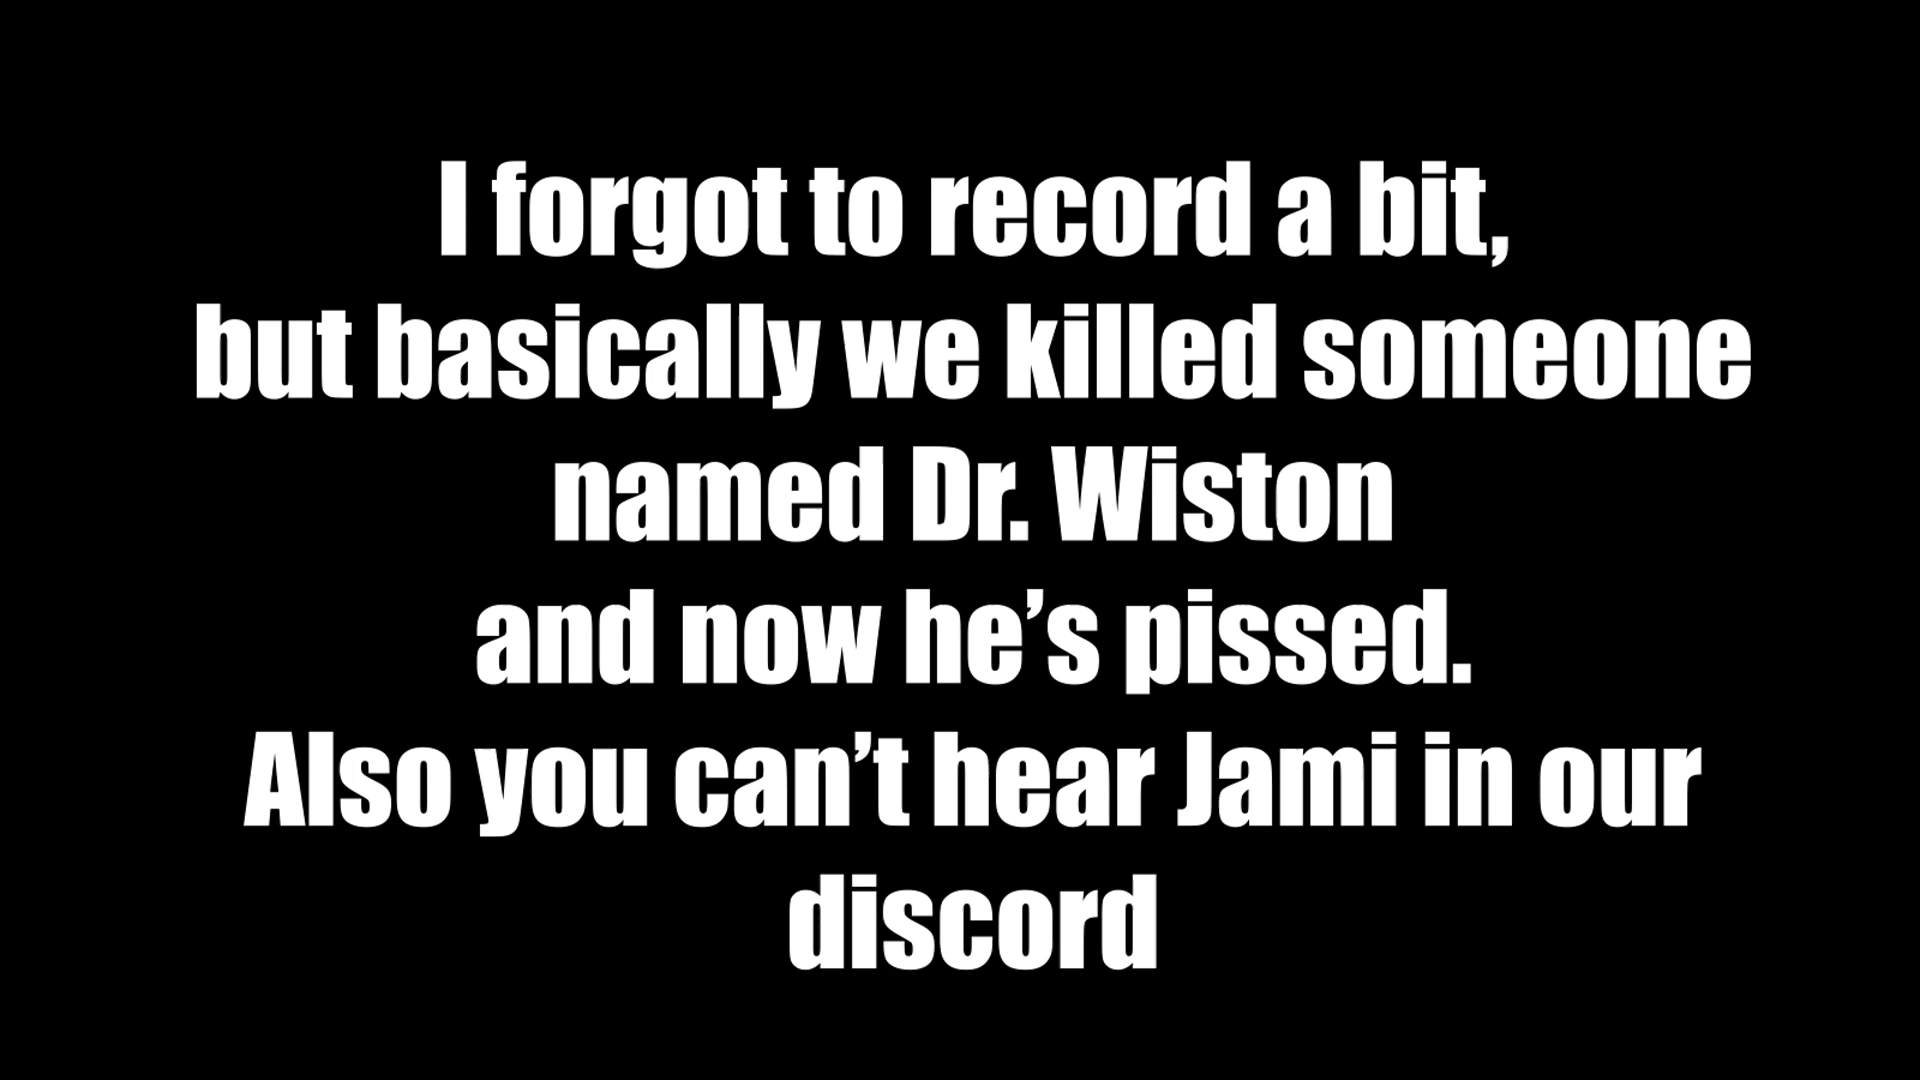 I forgot to record a bit,
but basically we killed someone
named Dr. Wiston
and now he’s pissed.
Also you can’t hear Jami in our
discord